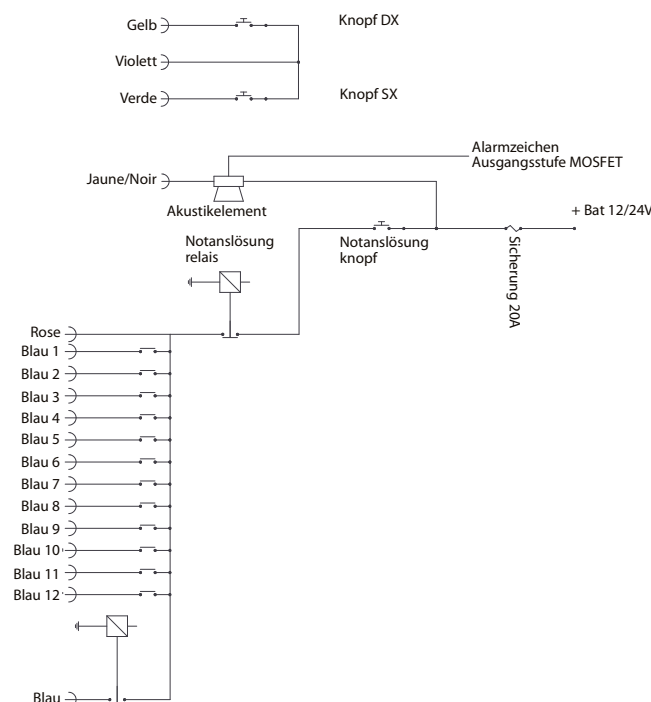 Gelb
Knopf DX
Violett
Verde
Knopf SX
Alarmzeichen
Ausgangsstufe MOSFET
Jaune/Noir
Akustikelement
+ Bat 12/24V
Notanslösung
relais
Notanslösung
knopf
Sicherung 20A
Rose
Blau 1
Blau 2
Blau 3
Blau 4
Blau 5
Blau 6
Blau 7
Blau 8
Blau 9
Blau 10
Blau 11
Blau 12
Blau